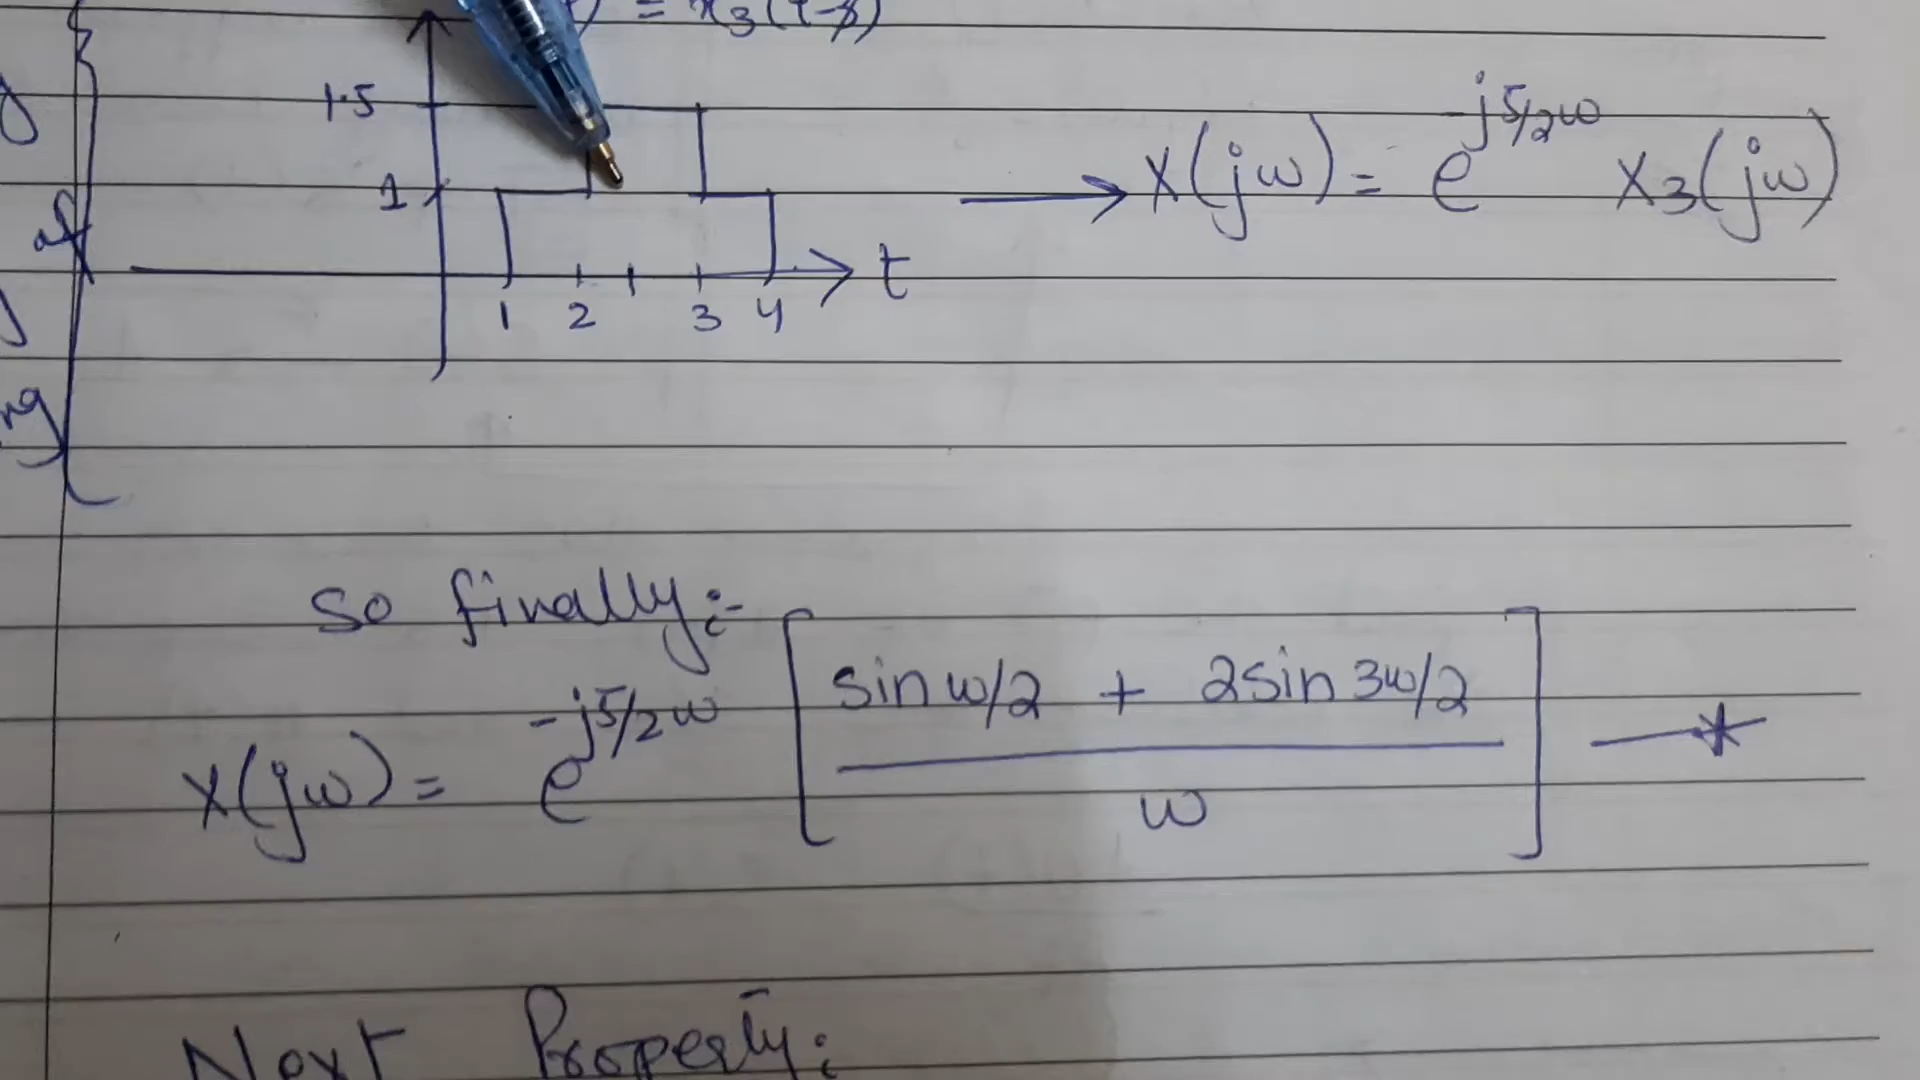 ) = x3(t-
1.5
1
1 2 3 4
t
X(jω) = e^-j5/2ω X3(jω)
So finally:-
X(jω) = e^-j5/2ω [ sin ω/2 + 2sin 3ω/2
ω ]
Next Property: